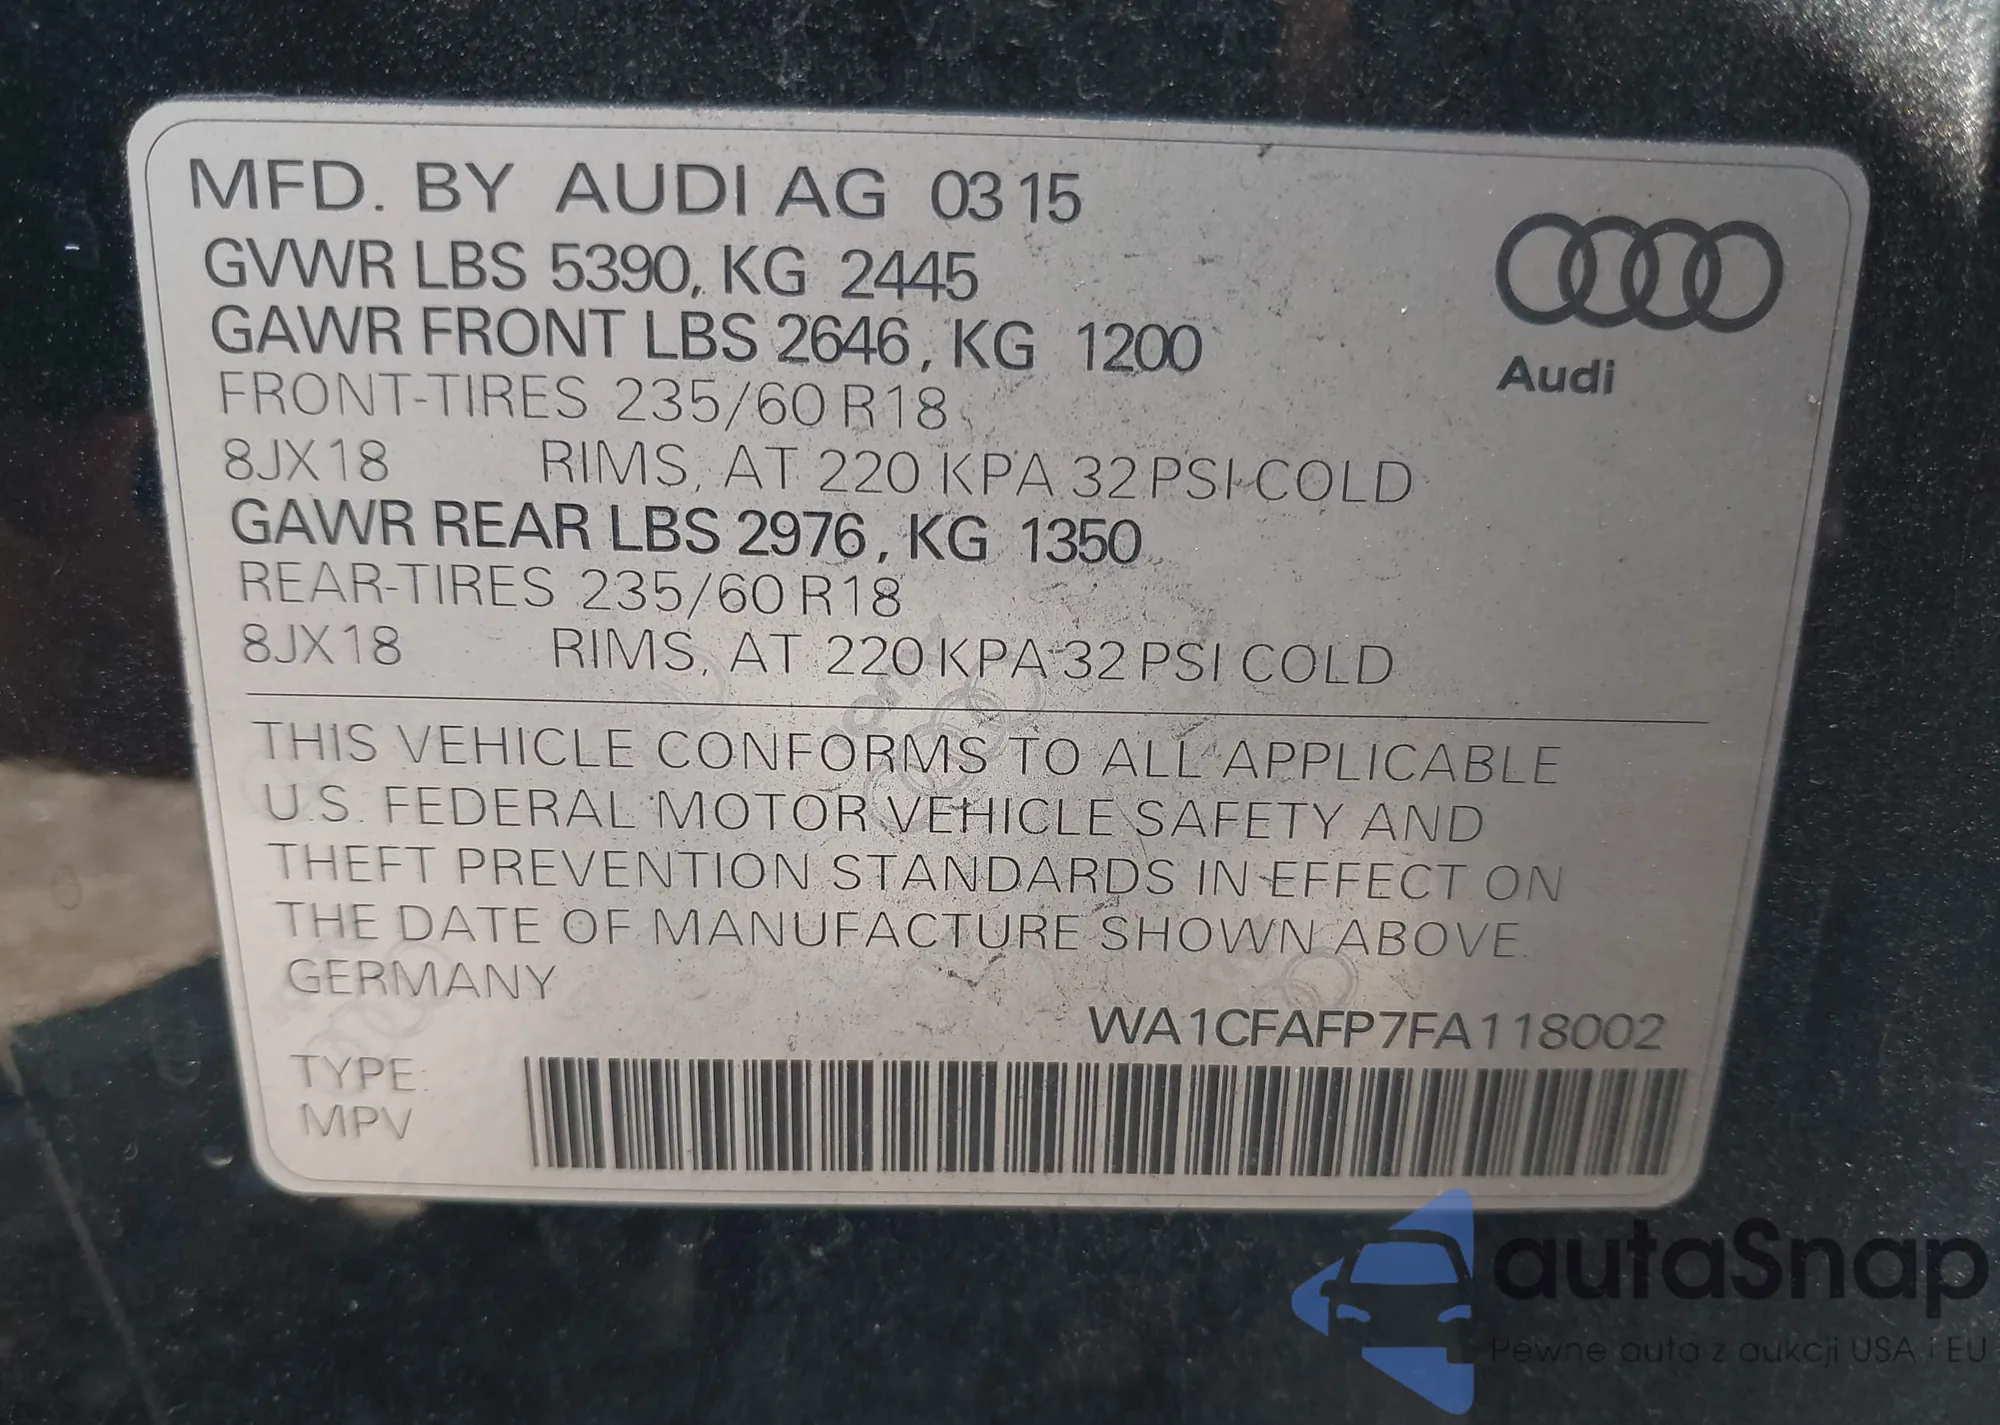 MFD. BY AUDI AG 03 15
GVWR LBS 5390, KG 2445
GAWR FRONT LBS 2646, KG 1200
FRONT-TIRES 235/60 R18
8JX18 RIMS, AT 220 KPA 32 PSI COLD
GAWR REAR LBS 2976, KG 1350
REAR-TIRES 235/60 R18
8JX18 RIMS, AT 220 KPA 32 PSI COLD
Audi
THIS VEHICLE CONFORMS TO ALL APPLICABLE
U.S. FEDERAL MOTOR VEHICLE SAFETY AND
THEFT PREVENTION STANDARDS IN EFFECT ON
THE DATE OF MANUFACTURE SHOWN ABOVE.
GERMANY
WA1CFAFP7FA118002
TYPE:
MPV
autaSnap
Pewne auta z aukcji USA i EU